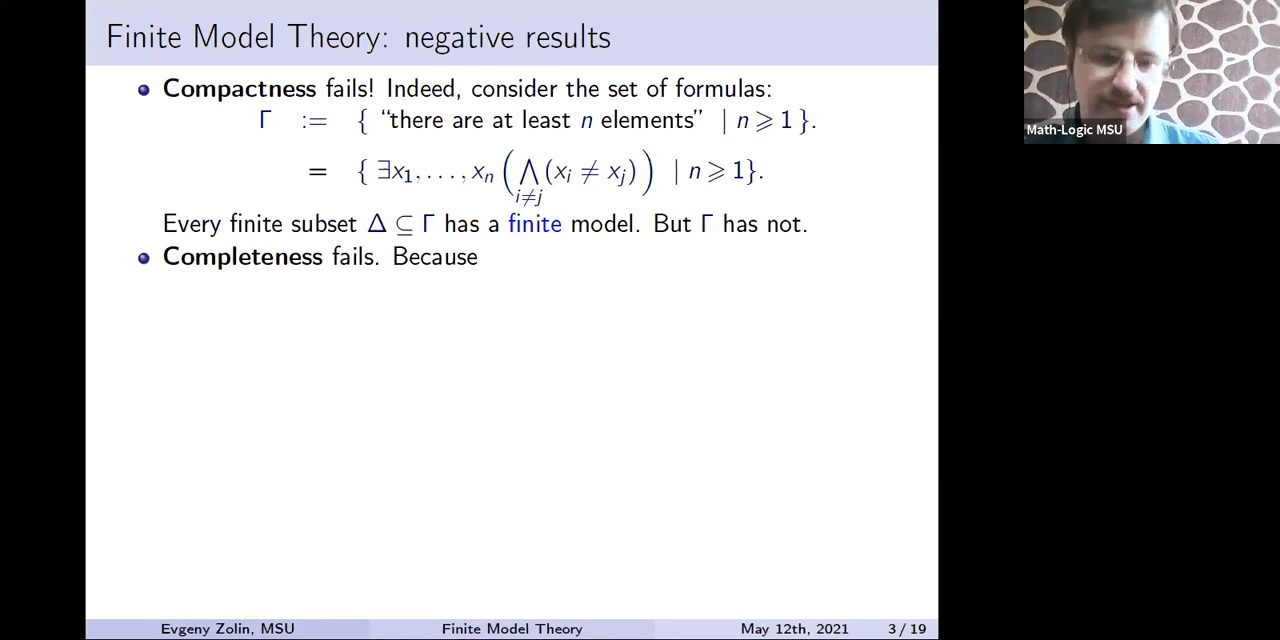 Finite Model Theory: negative results
Compactness fails! Indeed, consider the set of formulas:
Γ := { “there are at least n elements” | n ⩾ 1 }.
= { ∃x₁, . . . , xₙ ( ⋀_{i≠j} (xᵢ ≠ xⱼ) ) | n ⩾ 1}.
Every finite subset Δ ⊆ Γ has a finite model. But Γ has not.
Completeness fails. Because
Evgeny Zolin, MSU Finite Model Theory May 12th, 2021 3 / 19
Math-Logic MSU